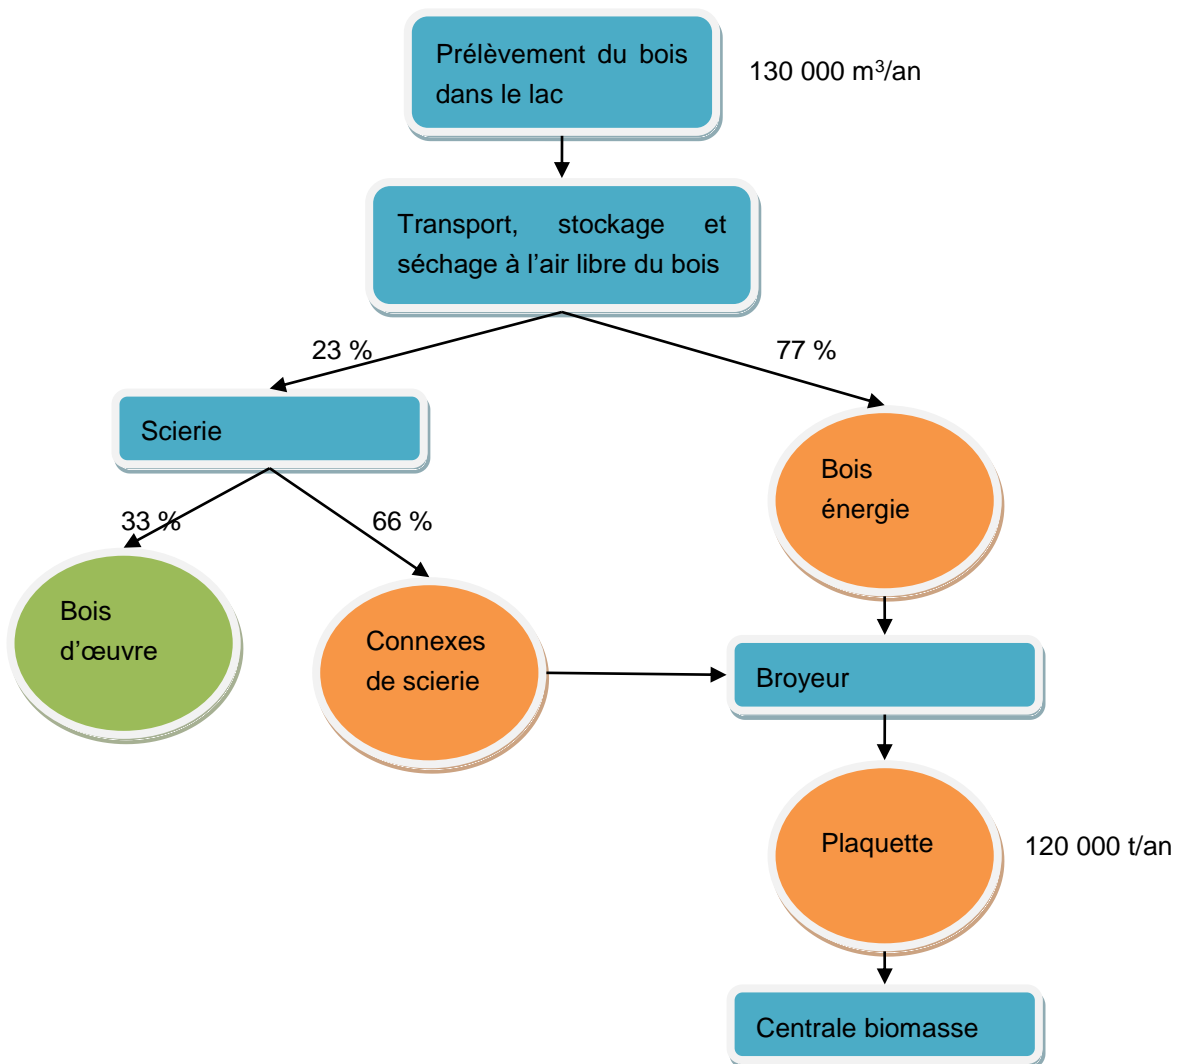 Prélèvement du bois
dans le lac
130 000 m³/an
Transport, stockage et
séchage à l'air libre du bois
23 %
77 %
Scierie
Bois
énergie
33 %
66 %
Bois
d'œuvre
Connexes
de scierie
Broyeur
Plaquette
120 000 t/an
Centrale biomasse